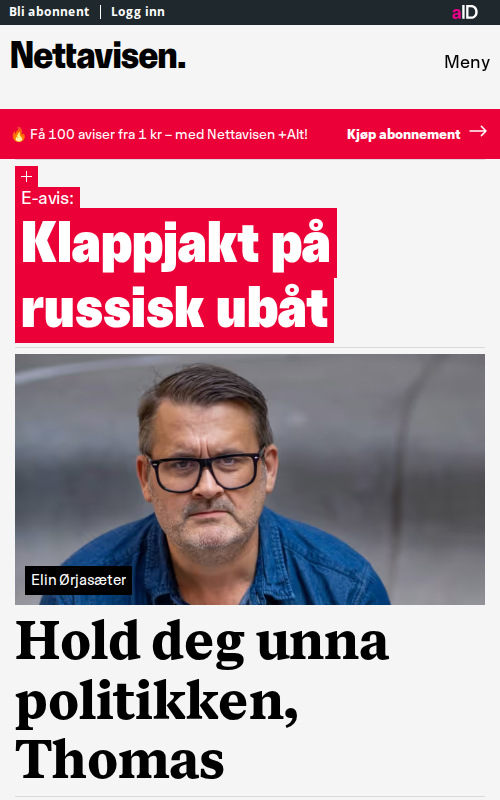 Bli abonnent | Logg inn
aID
Nettavisen.
Meny
Få 100 aviser fra 1 kr – med Nettavisen +Alt!
Kjøp abonnement →
+
E-avis:
Klappjakt på
russisk ubåt
Elin Ørjasæter
Hold deg unna
politikken,
Thomas